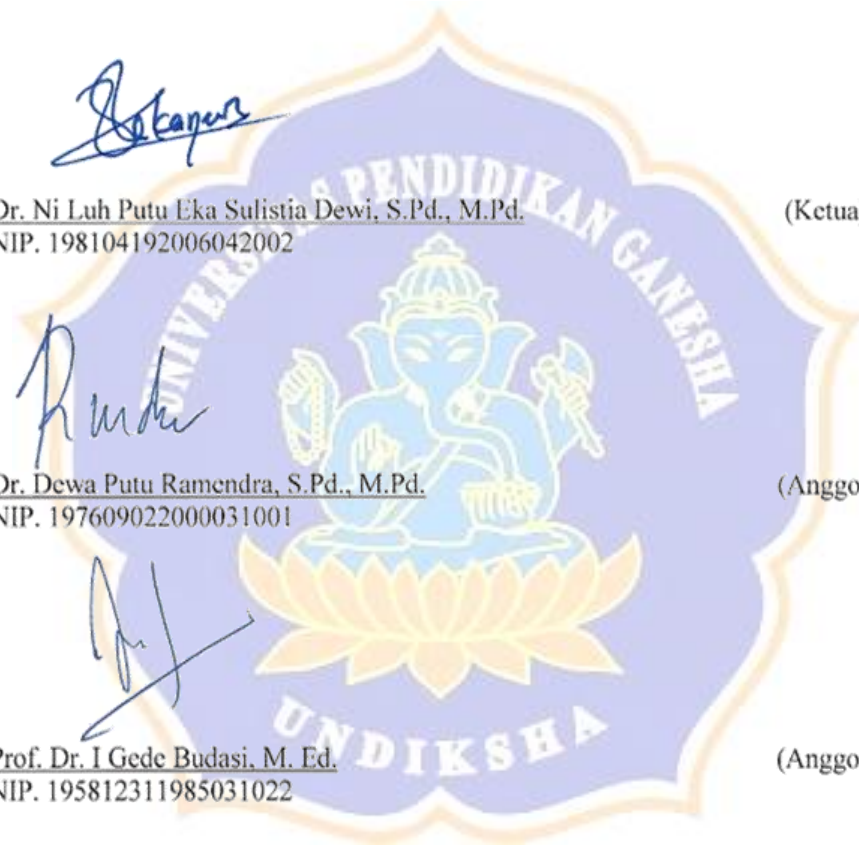 Dr. Ni Luh Putu Eka Sulistia Dewi, S.Pd., M.Pd. (Ketua
NIP. 198104192006042002
Dr. Dewa Putu Ramendra, S.Pd., M.Pd. (Anggo
NIP. 197609022000031001
Prof. Dr. I Gede Budasi, M. Ed. (Anggo
NIP. 195812311985031022
UNIVERSITAS PENDIDIKAN GANESHA
UNDIKSHA